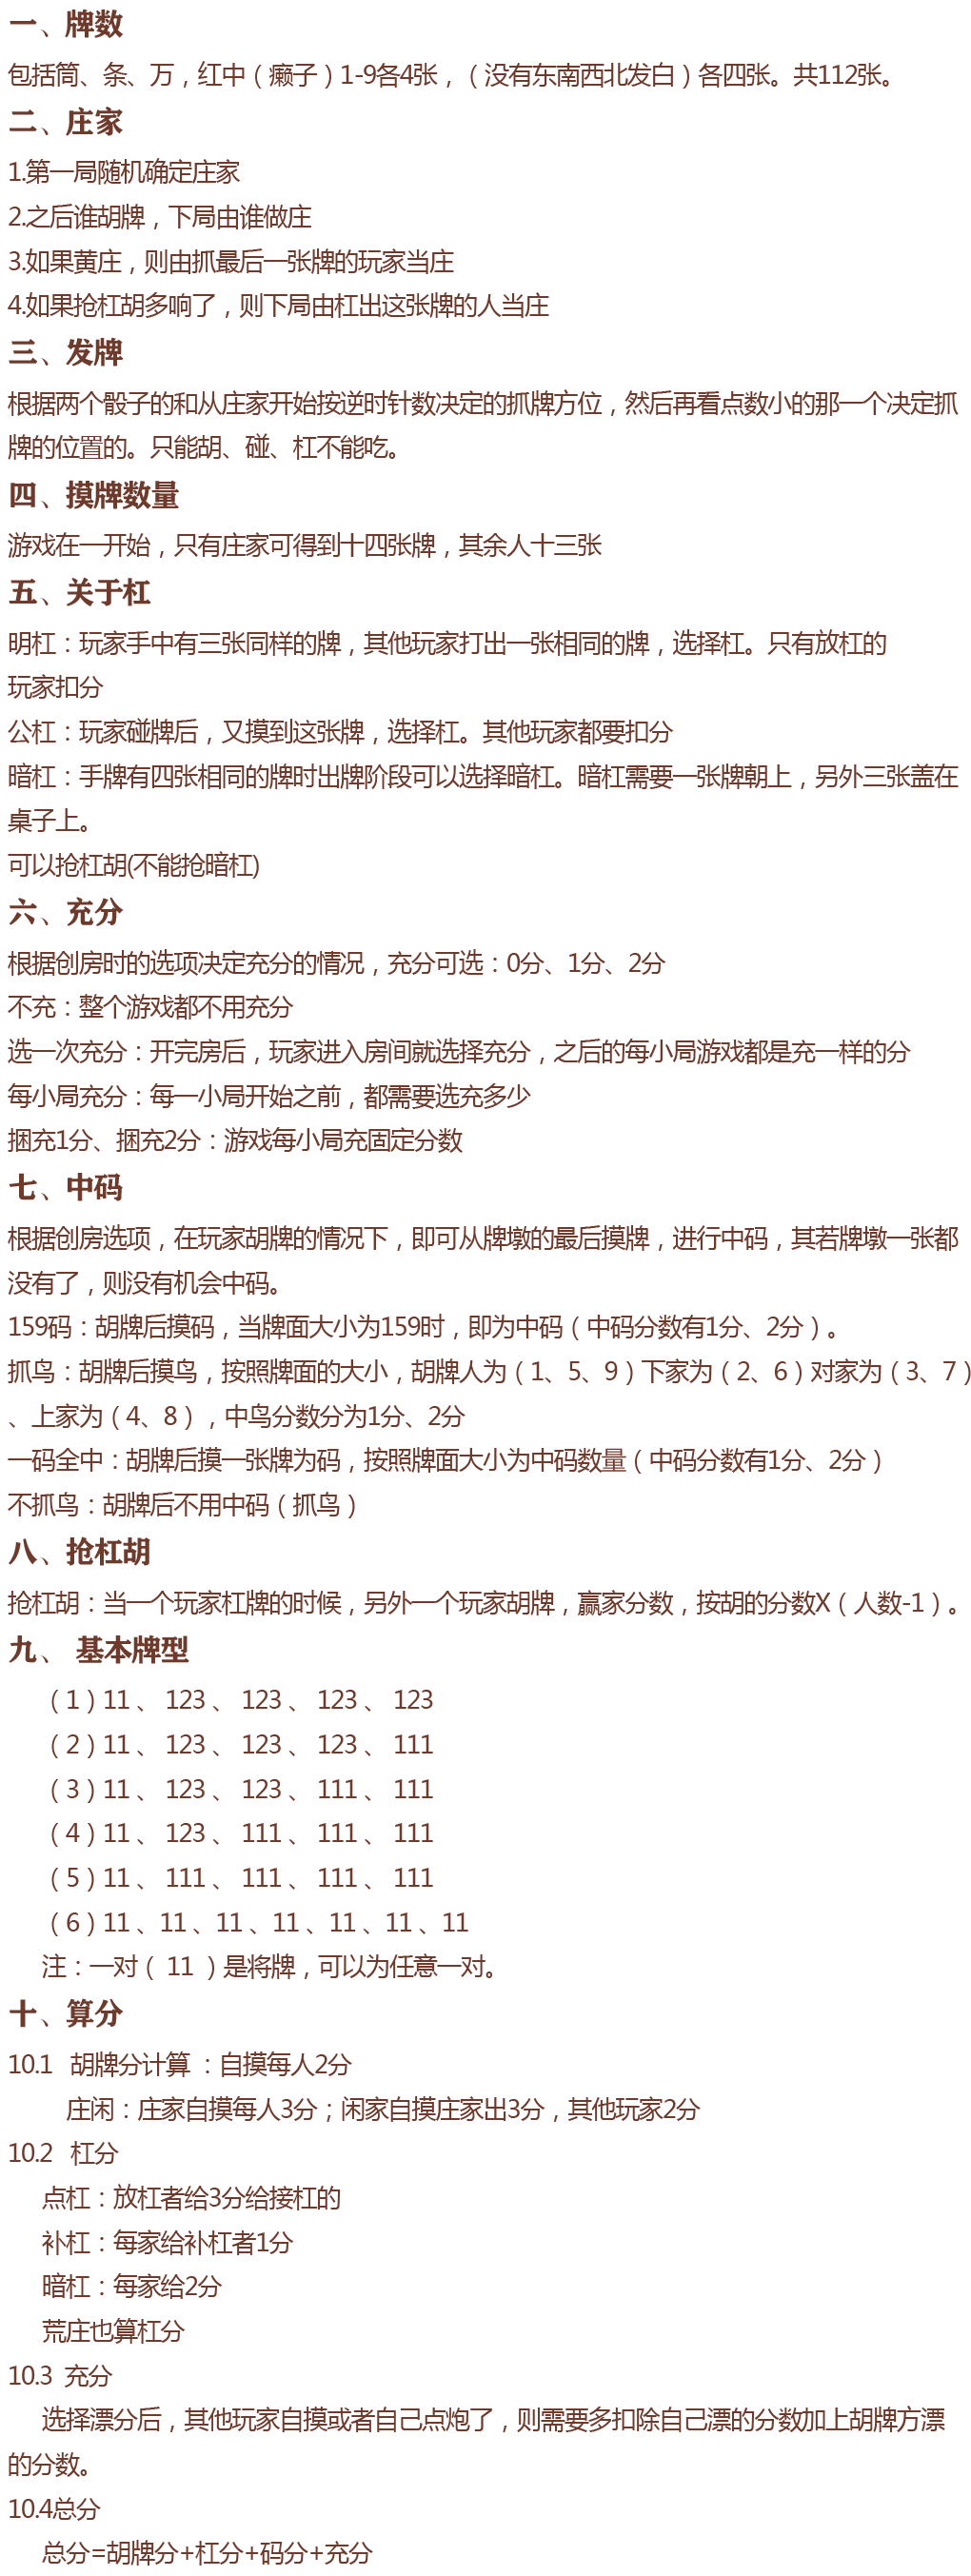 一、牌数
包括筒、条、万，红中（癞子）1-9各4张，（没有东南西北发白）各四张。共112张。
二、庄家
1.第一局随机确定庄家
2.之后谁胡牌，下局由谁做庄
3.如果黄庄，则由抓最后一张牌的玩家当庄
4.如果抢杠胡多响了，则下局由杠出这张牌的人当庄
三、发牌
根据两个骰子的和从庄家开始按逆时针数决定的抓牌方位，然后再看点数小的那一个决定抓
牌的位置的。只能胡、碰、杠不能吃。
四、摸牌数量
游戏在一开始，只有庄家可得到十四张牌，其余人十三张
五、关于杠
明杠：玩家手中有三张同样的牌，其他玩家打出一张相同的牌，选择杠。只有放杠的
玩家扣分
公杠：玩家碰牌后，又摸到这张牌，选择杠。其他玩家都要扣分
暗杠：手牌有四张相同的牌时出牌阶段可以选择暗杠。暗杠需要一张牌朝上，另外三张盖在
桌子上。
可以抢杠胡(不能抢暗杠)
六、充分
根据创房时的选项决定充分的情况，充分可选：0分、1分、2分
不充：整个游戏都不用充分
选一次充分：开完房后，玩家进入房间就选择充分，之后的每小局游戏都是充一样的分
每小局充分：每一小局开始之前，都需要选充多少
捆充1分、捆充2分：游戏每小局充固定分数
七、中码
根据创房选项，在玩家胡牌的情况下，即可从牌墩的最后摸牌，进行中码，其若牌墩一张都
没有了，则没有机会中码。
159码：胡牌后摸码，当牌面大小为159时，即为中码（中码分数有1分、2分）。
抓鸟：胡牌后摸鸟，按照牌面的大小，胡牌人为（1、5、9）下家为（2、6）对家为（3、7）
、上家为（4、8），中鸟分数分为1分、2分
一码全中：胡牌后摸一张牌为码，按照牌面大小为中码数量（中码分数有1分、2分）
不抓鸟：胡牌后不用中码（抓鸟）
八、抢杠胡
抢杠胡：当一个玩家杠牌的时候，另外一个玩家胡牌，赢家分数，按胡的分数X（人数-1）。
九、 基本牌型
（1）11 、 123 、 123 、 123 、 123
（2）11 、 123 、 123 、 123 、 111
（3）11 、 123 、 123 、 111 、 111
（4）11 、 123 、 111 、 111 、 111
（5）11 、 111 、 111 、 111 、 111
（6）11 、11 、11 、11 、11 、11 、11
注：一对（ 11 ）是将牌，可以为任意一对。
十、算分
10.1 胡牌分计算 ：自摸每人2分
庄闲：庄家自摸每人3分；闲家自摸庄家出3分，其他玩家2分
10.2 杠分
点杠：放杠者给3分给接杠的
补杠：每家给补杠者1分
暗杠：每家给2分
荒庄也算杠分
10.3 充分
选择漂分后，其他玩家自摸或者自己点炮了，则需要多扣除自己漂的分数加上胡牌方漂
的分数。
10.4总分
总分=胡牌分+杠分+码分+充分